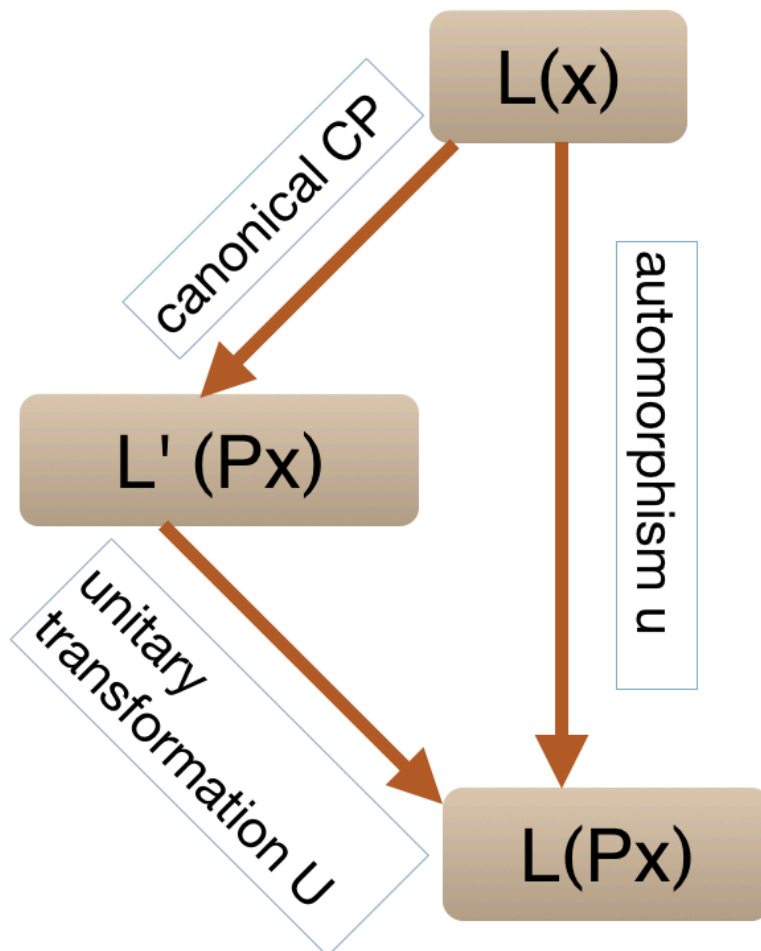 L(x)
canonical CP
automorphism u
L' (Px)
unitary
transformation U
L(Px)